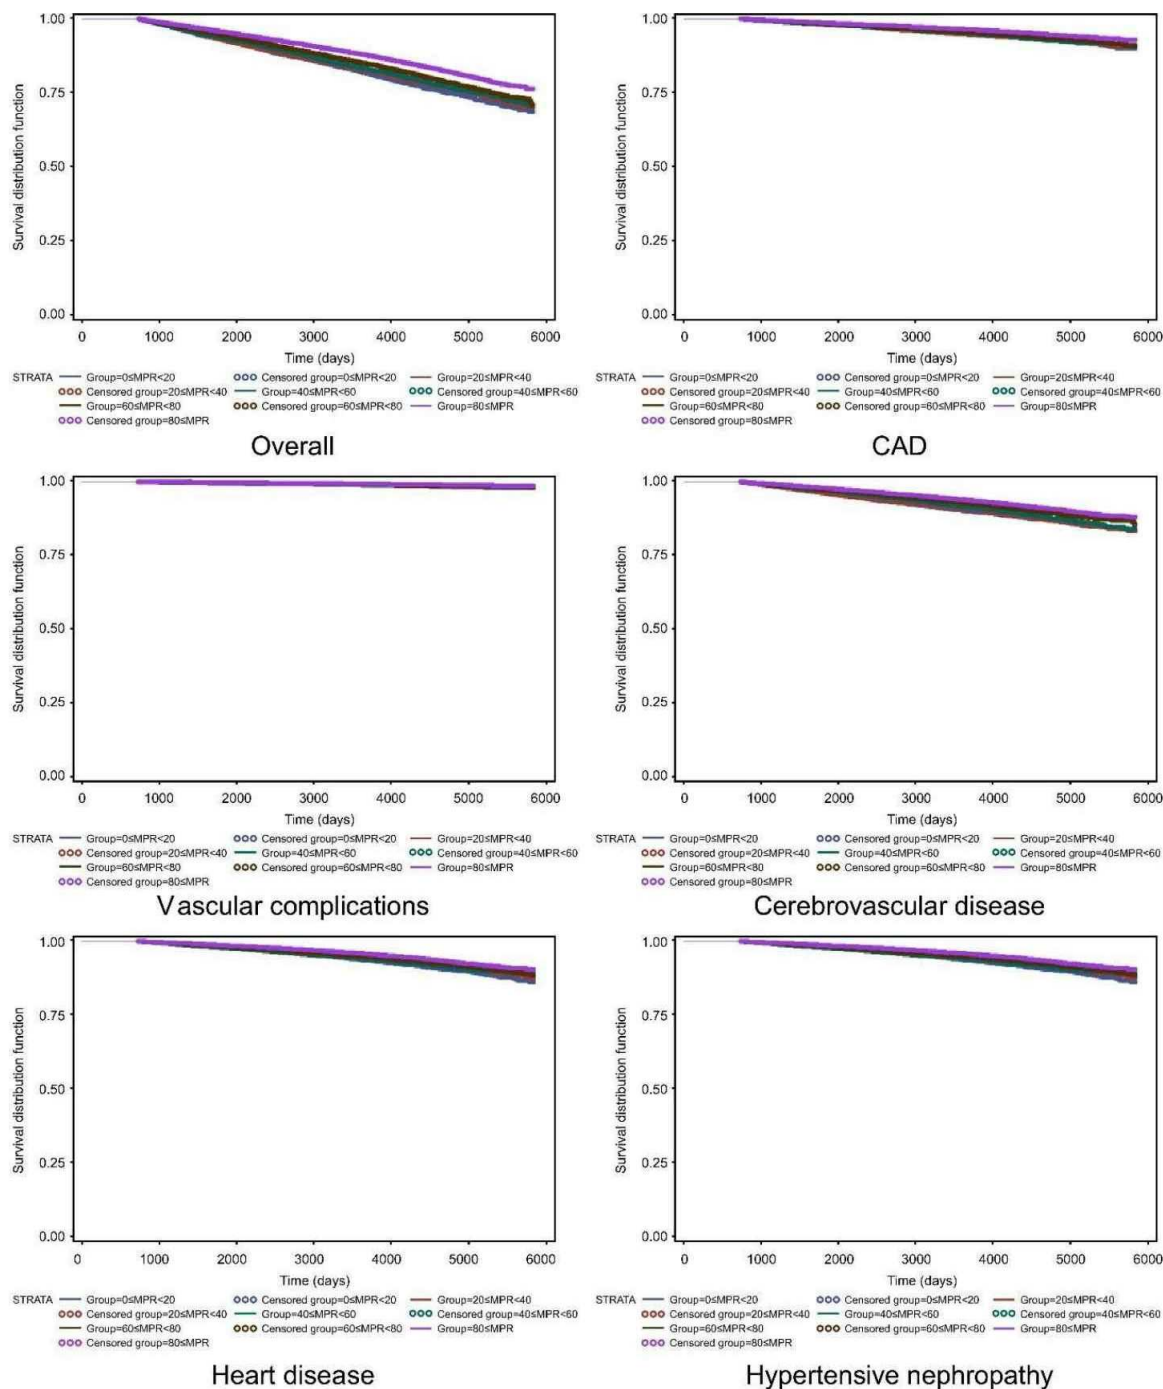 1.00
0.75
0.50
0.25
0.00
Survival distribution function
0 1000 2000 3000 4000 5000 6000
Time (days)
STRATA Group=0≤MPR<20 Censored group=0≤MPR<20 Group=20≤MPR<40
Censored group=20≤MPR<40 Group=40≤MPR<60 Censored group=40≤MPR<60
Group=60≤MPR<80 Censored group=60≤MPR<80 Group=80≤MPR
Censored group=80≤MPR
Overall
1.00
0.75
0.50
0.25
0.00
Survival distribution function
0 1000 2000 3000 4000 5000 6000
Time (days)
STRATA Group=0≤MPR<20 Censored group=0≤MPR<20 Group=20≤MPR<40
Censored group=20≤MPR<40 Group=40≤MPR<60 Censored group=40≤MPR<60
Group=60≤MPR<80 Censored group=60≤MPR<80 Group=80≤MPR
Censored group=80≤MPR
CAD
1.00
0.75
0.50
0.25
0.00
Survival distribution function
0 1000 2000 3000 4000 5000 6000
Time (days)
STRATA Group=0≤MPR<20 Censored group=0≤MPR<20 Group=20≤MPR<40
Censored group=20≤MPR<40 Group=40≤MPR<60 Censored group=40≤MPR<60
Group=60≤MPR<80 Censored group=60≤MPR<80 Group=80≤MPR
Censored group=80≤MPR
Vascular complications
1.00
0.75
0.50
0.25
0.00
Survival distribution function
0 1000 2000 3000 4000 5000 6000
Time (days)
STRATA Group=0≤MPR<20 Censored group=0≤MPR<20 Group=20≤MPR<40
Censored group=20≤MPR<40 Group=40≤MPR<60 Censored group=40≤MPR<60
Group=60≤MPR<80 Censored group=60≤MPR<80 Group=80≤MPR
Censored group=80≤MPR
Cerebrovascular disease
1.00
0.75
0.50
0.25
0.00
Survival distribution function
0 1000 2000 3000 4000 5000 6000
Time (days)
STRATA Group=0≤MPR<20 Censored group=0≤MPR<20 Group=20≤MPR<40
Censored group=20≤MPR<40 Group=40≤MPR<60 Censored group=40≤MPR<60
Group=60≤MPR<80 Censored group=60≤MPR<80 Group=80≤MPR
Censored group=80≤MPR
Heart disease
1.00
0.75
0.50
0.25
0.00
Survival distribution function
0 1000 2000 3000 4000 5000 6000
Time (days)
STRATA Group=0≤MPR<20 Censored group=0≤MPR<20 Group=20≤MPR<40
Censored group=20≤MPR<40 Group=40≤MPR<60 Censored group=40≤MPR<60
Group=60≤MPR<80 Censored group=60≤MPR<80 Group=80≤MPR
Censored group=80≤MPR
Hypertensive nephropathy